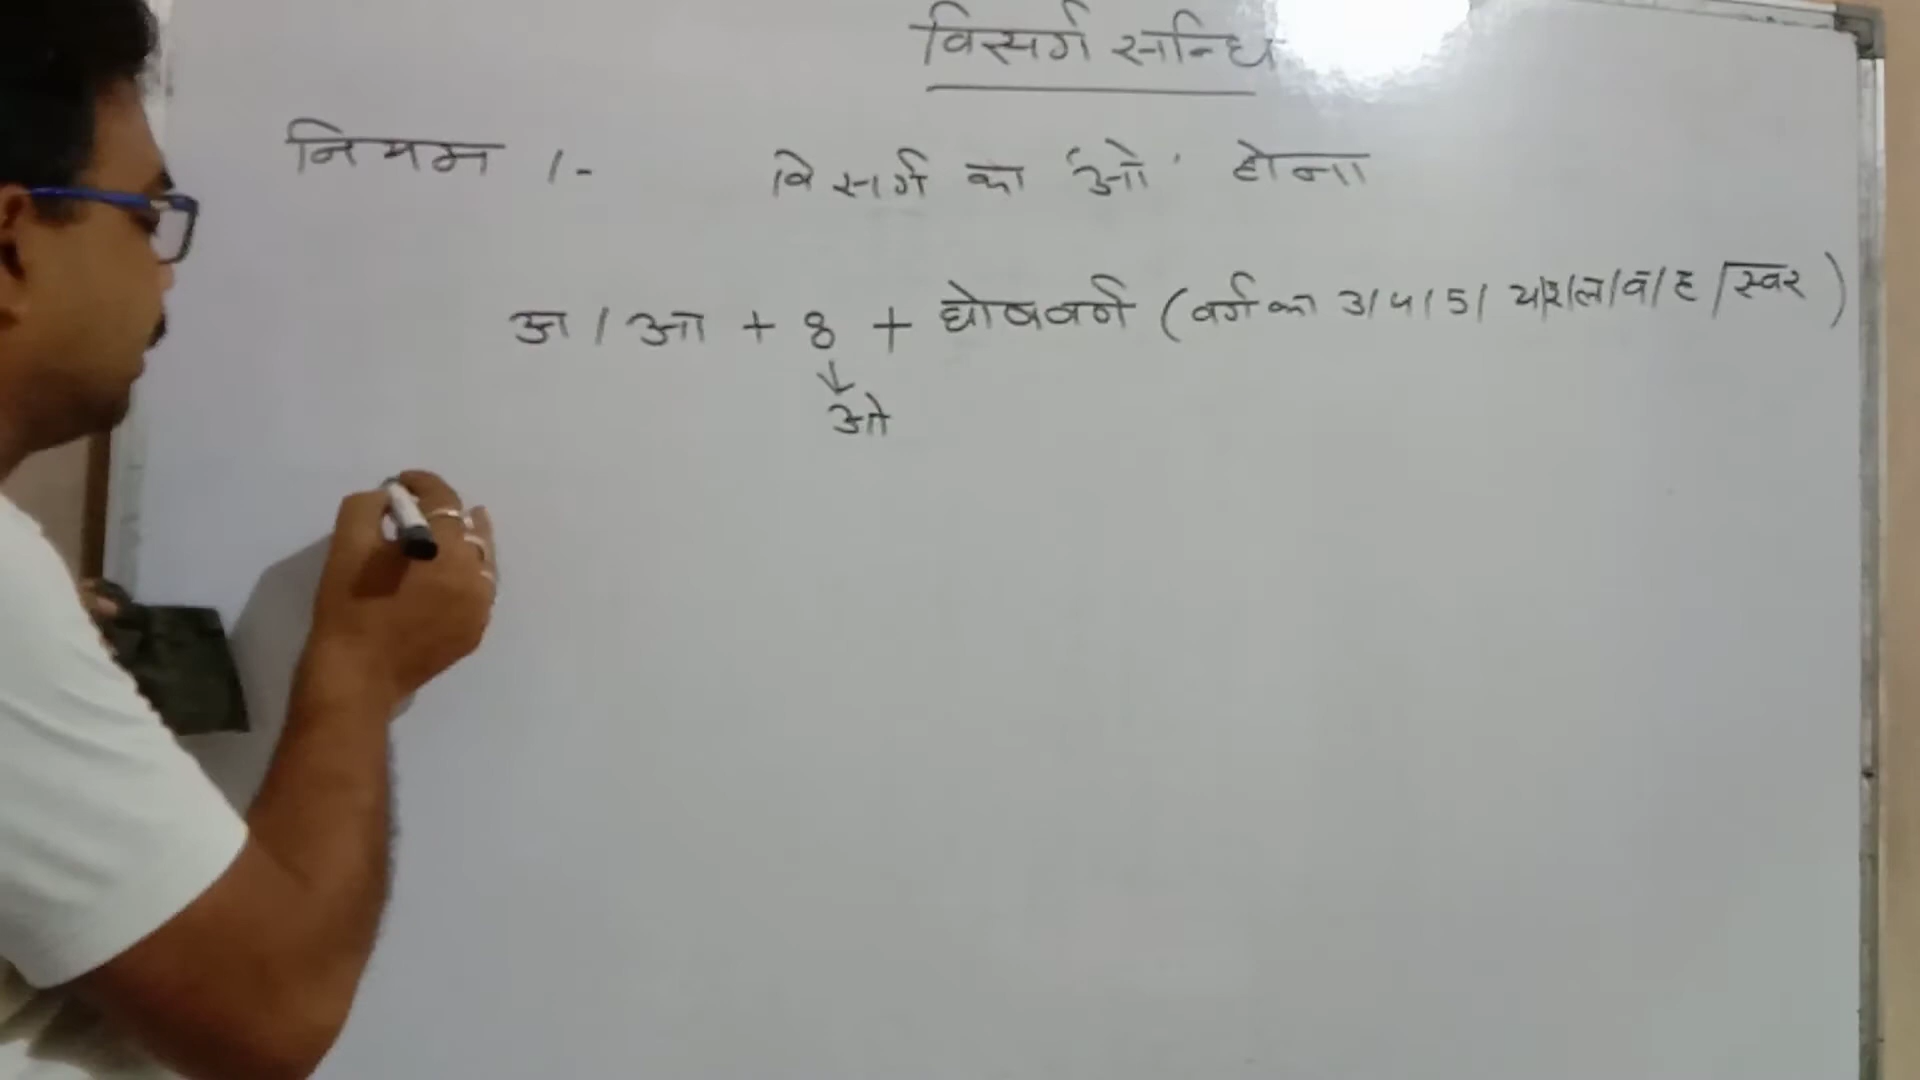 विसर्ग सन्धि
नियम 1- विसर्ग का 'ओ' होना
अ / आ + ः + घोषवर्ण (वर्ग का 3/4/5/ य/र/ल/व/ह/स्वर)
↓
ओ